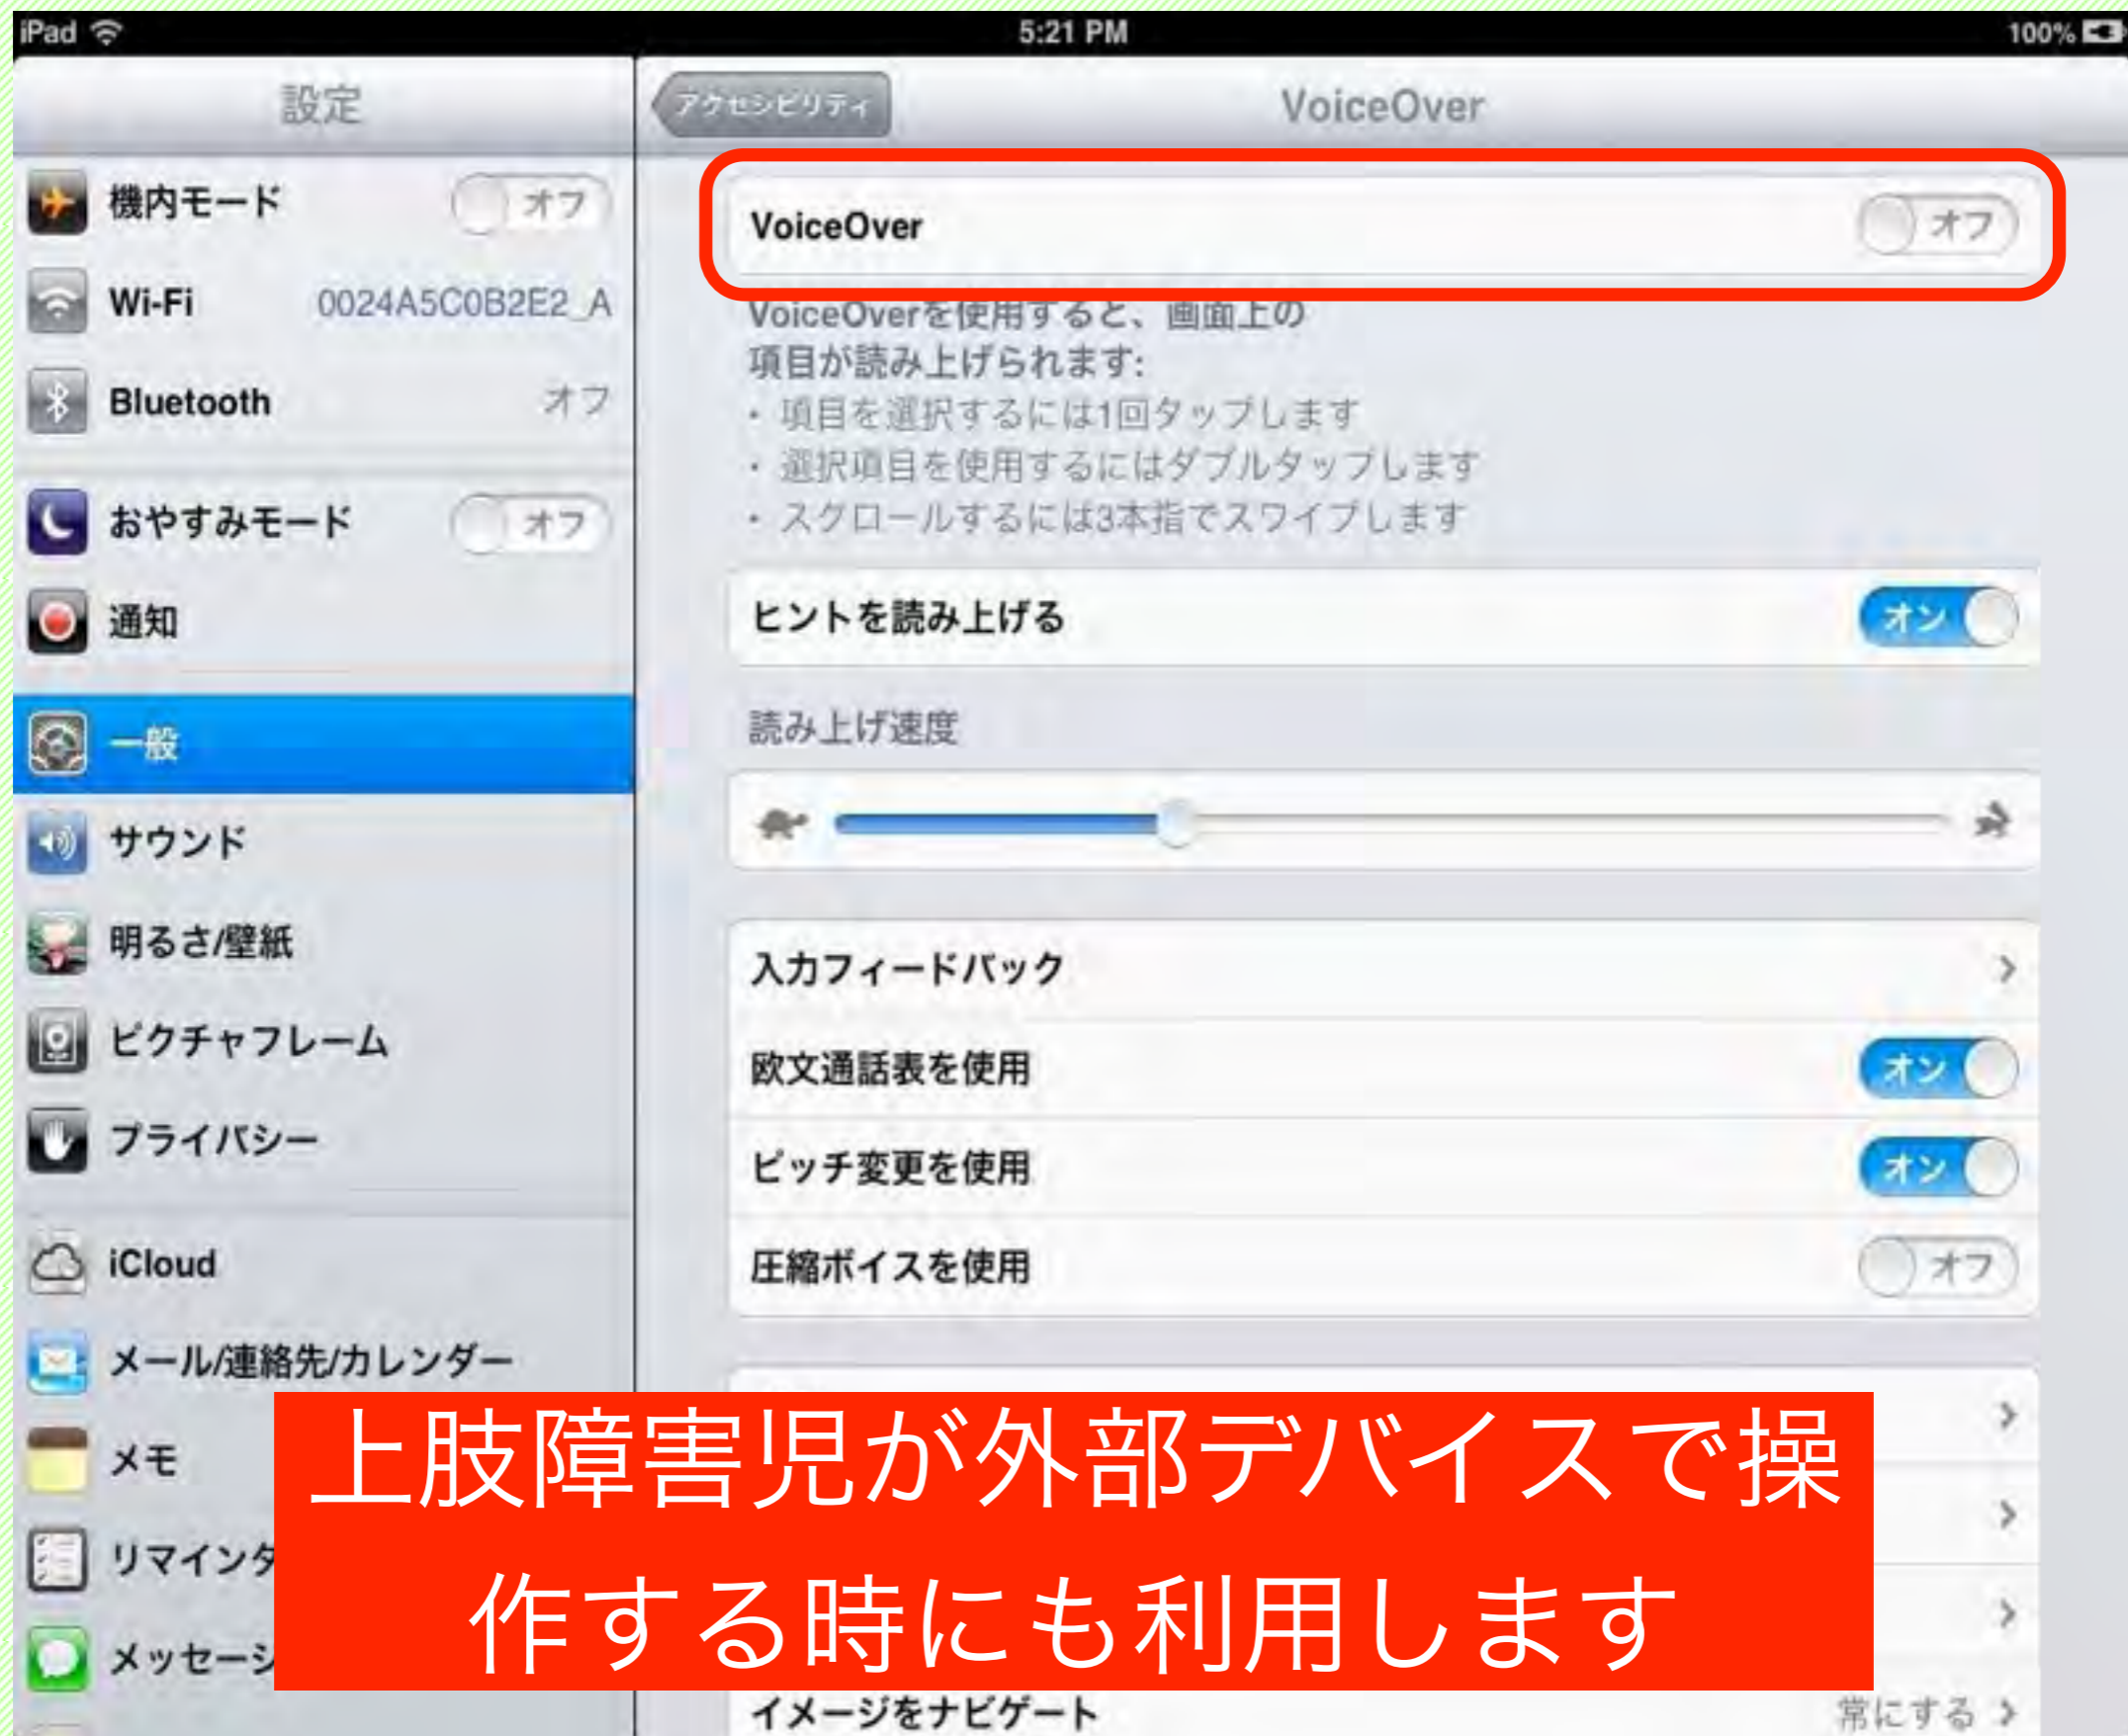 iPad
5:21 PM
100%
設定
機内モード オフ
Wi-Fi 0024A5C0B2E2_A
Bluetooth オフ
おやすみモード オフ
通知
一般
サウンド
明るさ/壁紙
ピクチャフレーム
プライバシー
iCloud
メール/連絡先/カレンダー
メモ
リマインダ
メッセージ
アクセシビリティ
VoiceOver
VoiceOver オフ
VoiceOverを使用すると、画面上の
項目が読み上げられます:
・項目を選択するには1回タップします
・選択項目を使用するにはダブルタップします
・スクロールするには3本指でスワイプします
ヒントを読み上げる オン
読み上げ速度
入力フィードバック
欧文通話表を使用 オン
ピッチ変更を使用 オン
圧縮ボイスを使用 オフ
上肢障害児が外部デバイスで操
作する時にも利用します
イメージをナビゲート 常にする